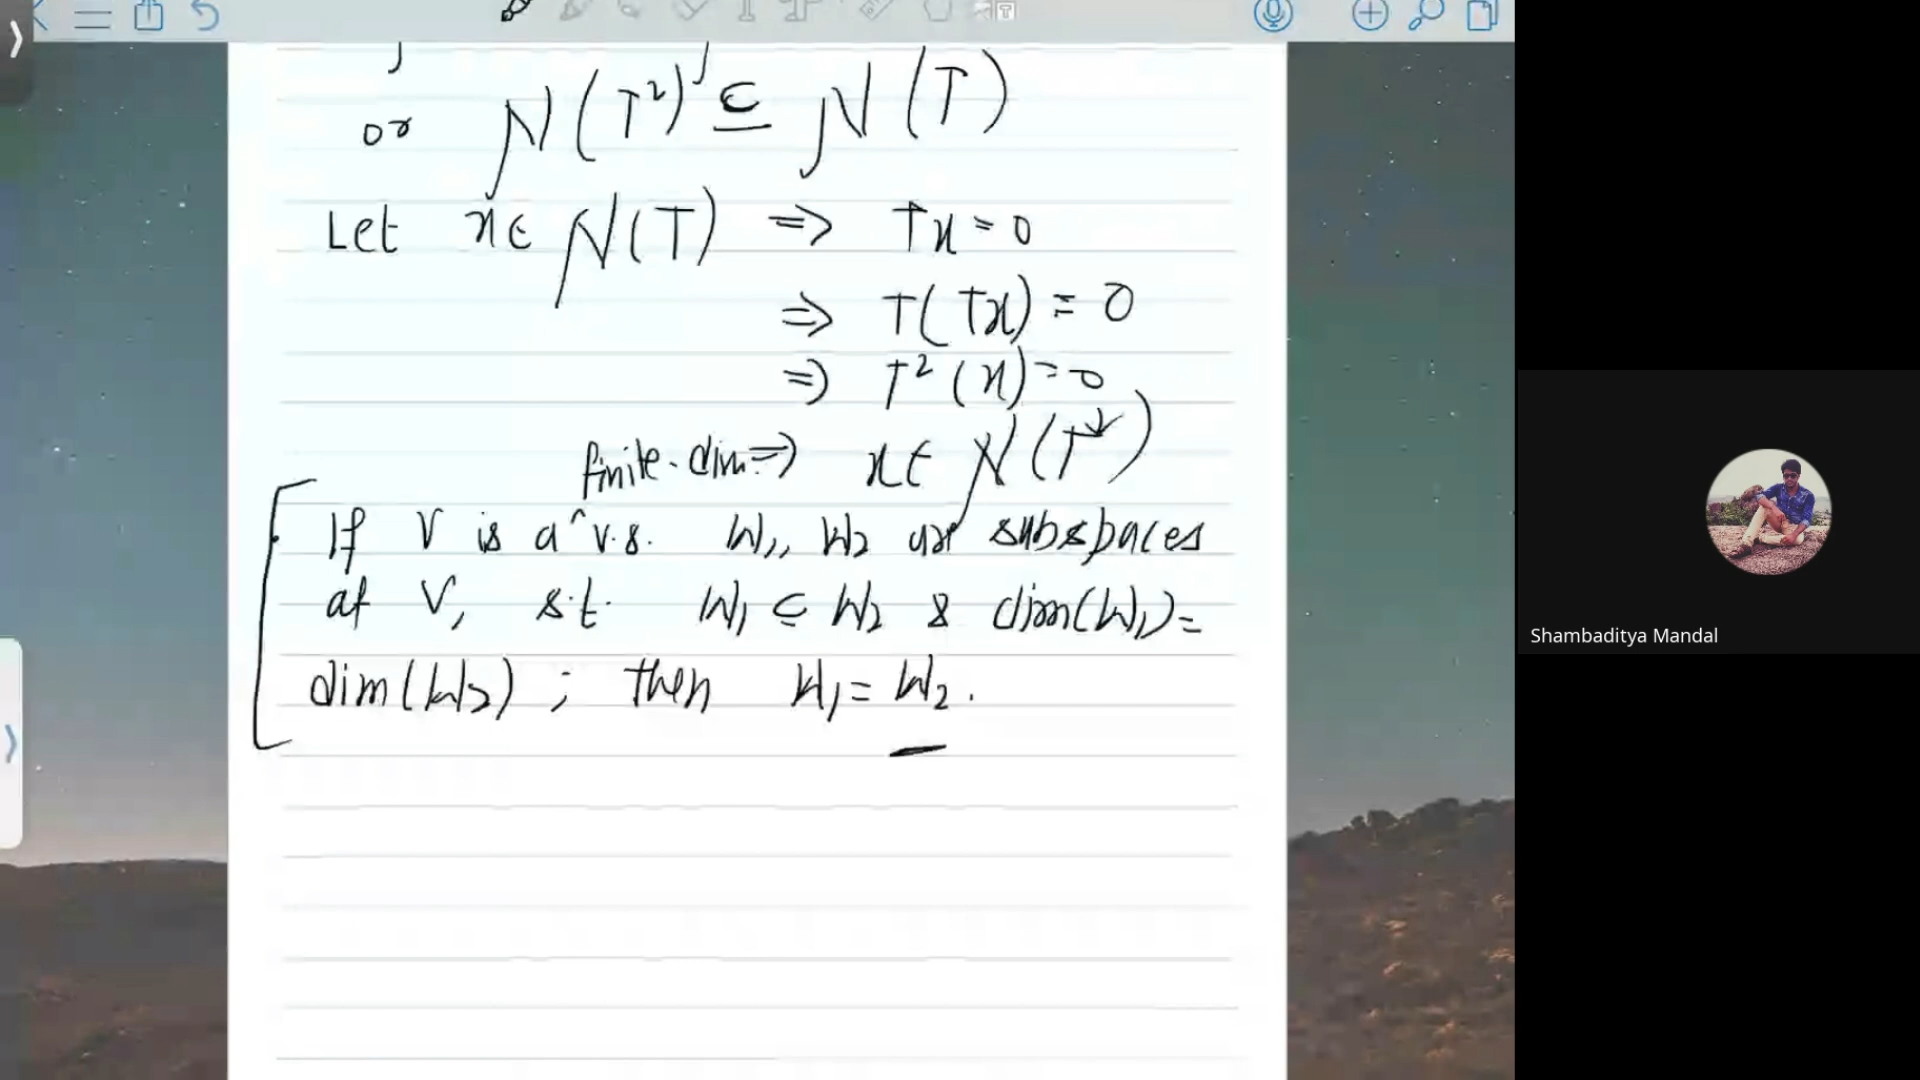 or N(T²) ⊆ N(T)
Let x ∈ N(T) ⇒ Tx = 0
⇒ T(Tx) = 0
⇒ T²(x) = 0
⇒ x ∈ N(T²)
finite-dim
If V is a ^ v.s. W₁, W₂ are subspaces
of V, s.t. W₁ ⊆ W₂ & dim(W₁) =
dim(W₂) ; then W₁ = W₂.
Shambaditya Mandal